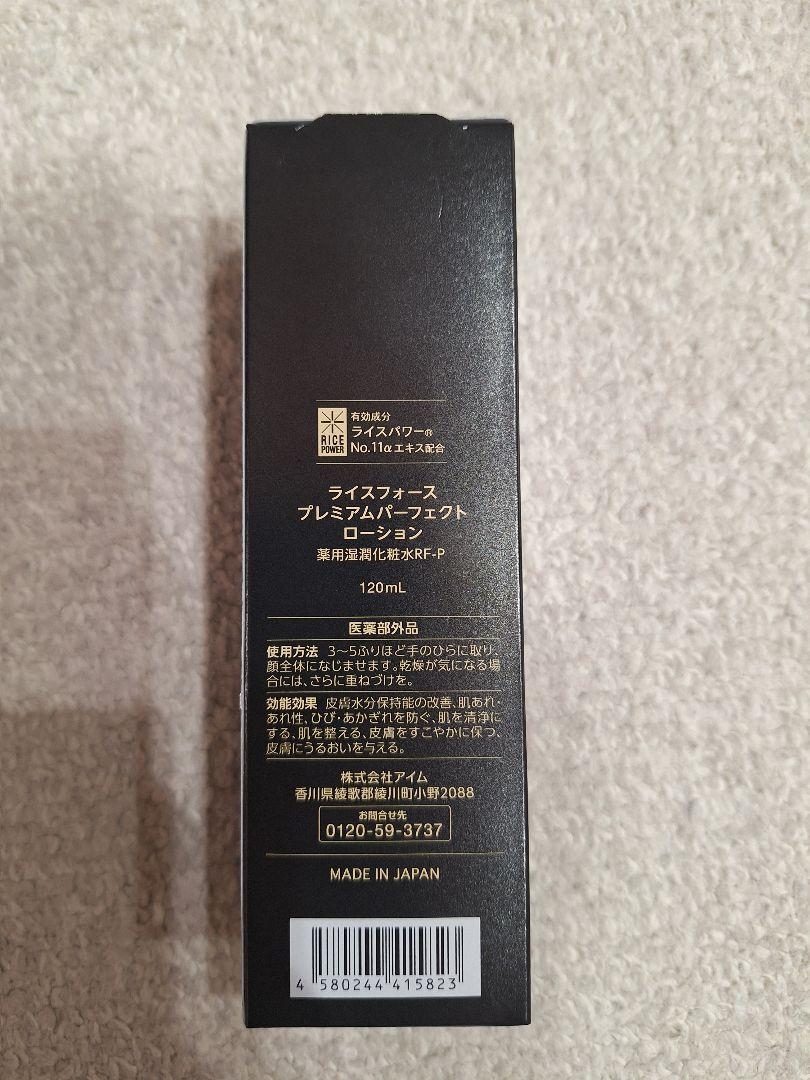 RICE
POWER
有効成分
ライスパワー®
No.11α エキス配合
ライスフォース
プレミアムパーフェクト
ローション
薬用湿潤化粧水RF-P
120mL
医薬部外品
使用方法 3〜5ふりほど手のひらに取り、
顔全体になじませます。乾燥が気になる場
合には、さらに重ねづけを。
効能効果 皮膚水分保持能の改善、肌あれ・
あれ性、ひび・あかぎれを防ぐ、肌を清浄に
する、肌を整える、皮膚をすこやかに保つ、
皮膚にうるおいを与える。
株式会社アイム
香川県綾歌郡綾川町小野2088
お問合せ先
0120-59-3737
MADE IN JAPAN
4 580244 415823